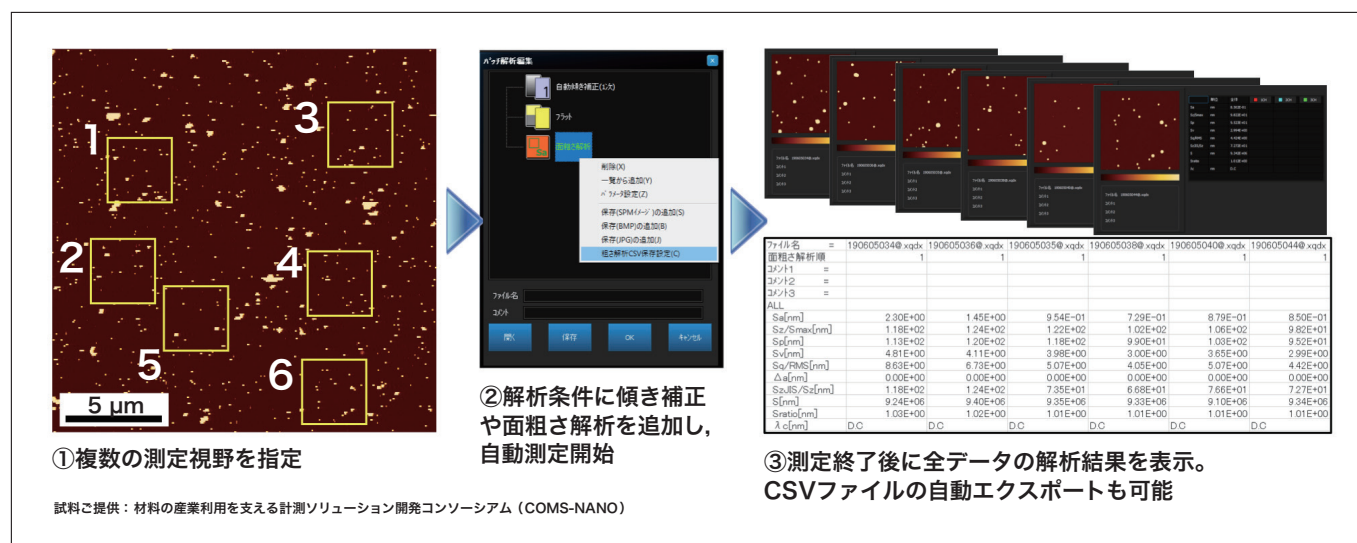 1
2
3
4
5
6
5 μm
①複数の測定視野を指定
試料ご提供：材料の産業利用を支える計測ソリューション開発コンソーシアム（COMS-NANO）
バッチ解析編集
自動傾き補正(1次)
フラット
面粗さ解析
削除(X)
一覧から追加(Y)
パラメータ設定(Z)
保存(SPMイメージ)の追加(S)
保存(BMP)の追加(B)
保存(JPG)の追加(J)
粗さ解析CSV保存設定(C)
ファイル名
コメント
開く 保存 OK キャンセル
②解析条件に傾き補正
や面粗さ解析を追加し,
自動測定開始
ファイル名 = 190605034@.xqdx 190605036@.xqdx 190605035@.xqdx 190605038@.xqdx 190605040@.xqdx 190605044@.xqdx
面粗さ解析順 1 1 1 1 1 1
コメント1 =
コメント2 =
コメント3 =
ALL
Sa[nm] 2.30E+00 1.45E+00 9.54E-01 7.29E-01 8.79E-01 8.50E-01
Sz/Smax[nm] 1.18E+02 1.24E+02 1.22E+02 1.02E+02 1.06E+02 9.82E+01
Sp[nm] 1.13E+02 1.20E+02 1.18E+02 9.90E+01 1.03E+02 9.52E+01
Sv[nm] 4.81E+00 4.11E+00 3.98E+00 3.00E+00 3.65E+00 2.99E+00
Sq/RMS[nm] 8.63E+00 6.73E+00 5.07E+00 4.05E+00 5.07E+00 4.42E+00
Δa[nm] 0.00E+00 0.00E+00 0.00E+00 0.00E+00 0.00E+00 0.00E+00
SzJIS/Sz[nm] 1.18E+02 1.24E+02 7.35E+01 6.68E+01 7.66E+01 7.27E+01
S[nm] 9.24E+06 9.40E+06 9.35E+06 9.33E+06 9.10E+06 9.34E+06
Sratio[nm] 1.03E+00 1.02E+00 1.01E+00 1.01E+00 1.01E+00 1.01E+00
λc[nm] D.C D.C D.C D.C D.C D.C
③測定終了後に全データの解析結果を表示。
CSVファイルの自動エクスポートも可能